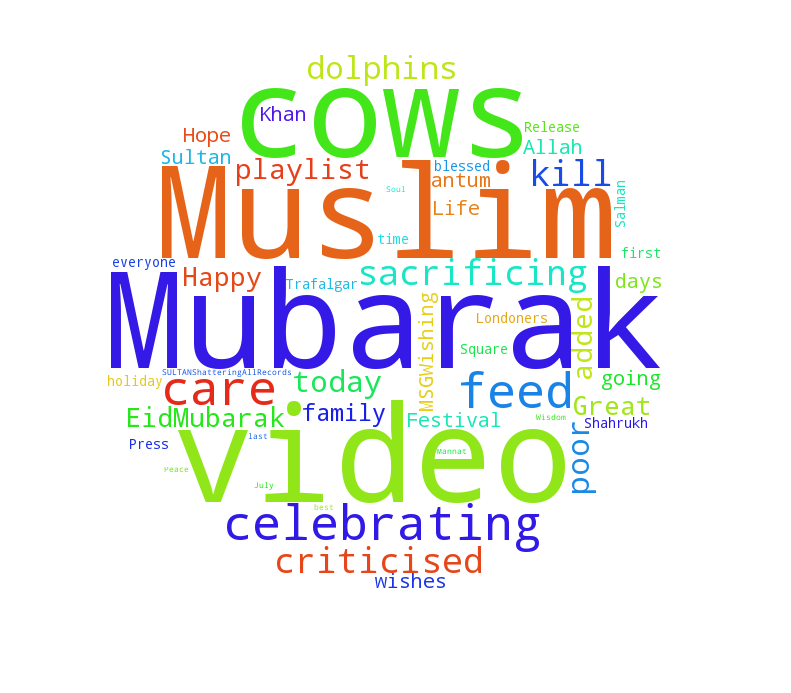 dolphins
cows
Khan
Release
Hope
Allah
Sultan
playlist
blessed
kill
Muslim
antum
Soul
Salman
Life
time
first
everyone
Happy
Trafalgar
sacrificing
days
Mubarak
MSGWishing
Londoners
added
Square
SULTANShatteringAllRecords
holiday
care
today
feed
going
EidMubarak
family
Festival
Great
Wisdom
Shahrukh
Press
last
video
Mannat
poor
Peace
July
best
celebrating
criticised
wishes